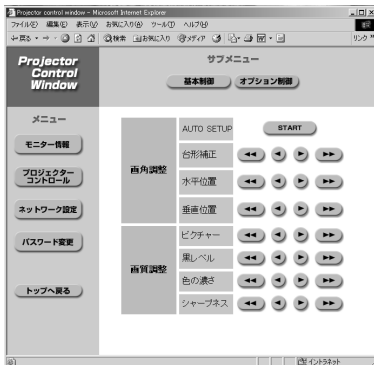 Projector control window - Microsoft Internet Explorer
ファイル(F) 編集(E) 表示(V) お気に入り(A) ツール(T) ヘルプ(H)
戻る 検索 お気に入り メディア リンク
Projector
Control
Window
サブメニュー
基本制御 オプション制御
メニュー
モニター情報
プロジェクター
コントロール
ネットワーク設定
パスワード変更
トップへ戻る
画角調整
AUTO SETUP START
台形補正
水平位置
垂直位置
画質調整
ピクチャー
黒レベル
色の濃さ
シャープネス
イントラネット